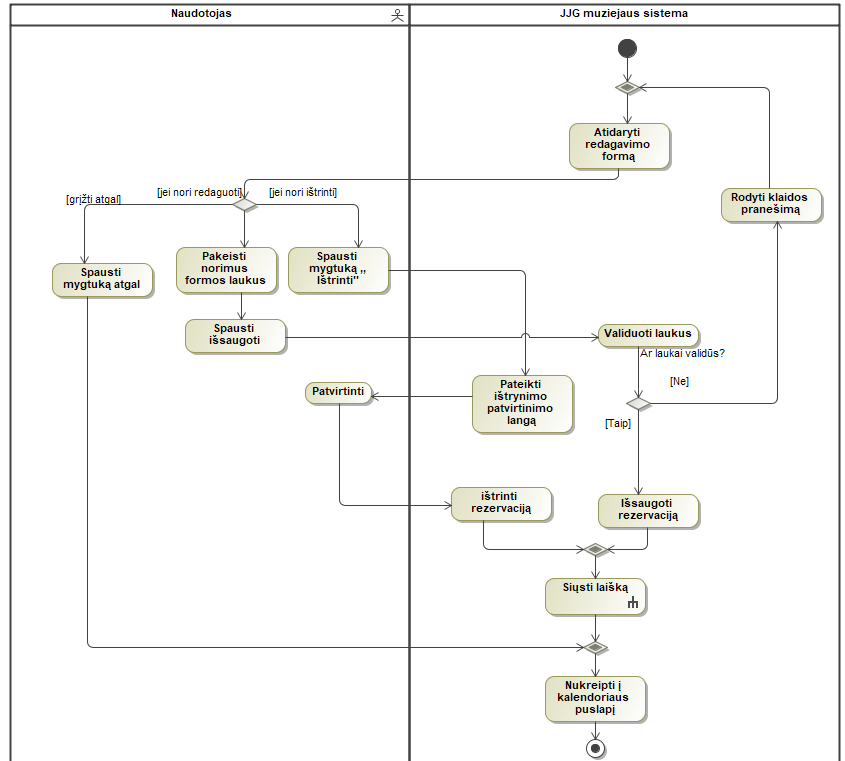 Naudotojas
JJG muziejaus sistema
Atidaryti
redagavimo
formą
[grįžti atgal]
[jei nori redaguoti]
[jei nori ištrinti]
Rodyti klaidos
pranešimą
Spausti
mygtuką atgal
Pakeisti
norimus
formos laukus
Spausti
mygtuką „
Ištrinti"
Spausti
išsaugoti
Validuoti laukus
Ar laukai validūs?
[Ne]
[Taip]
Patvirtinti
Pateikti
ištrynimo
patvirtinimo
langą
ištrinti
rezervaciją
Išsaugoti
rezervaciją
Siųsti laišką
Nukreipti į
kalendoriaus
puslapį